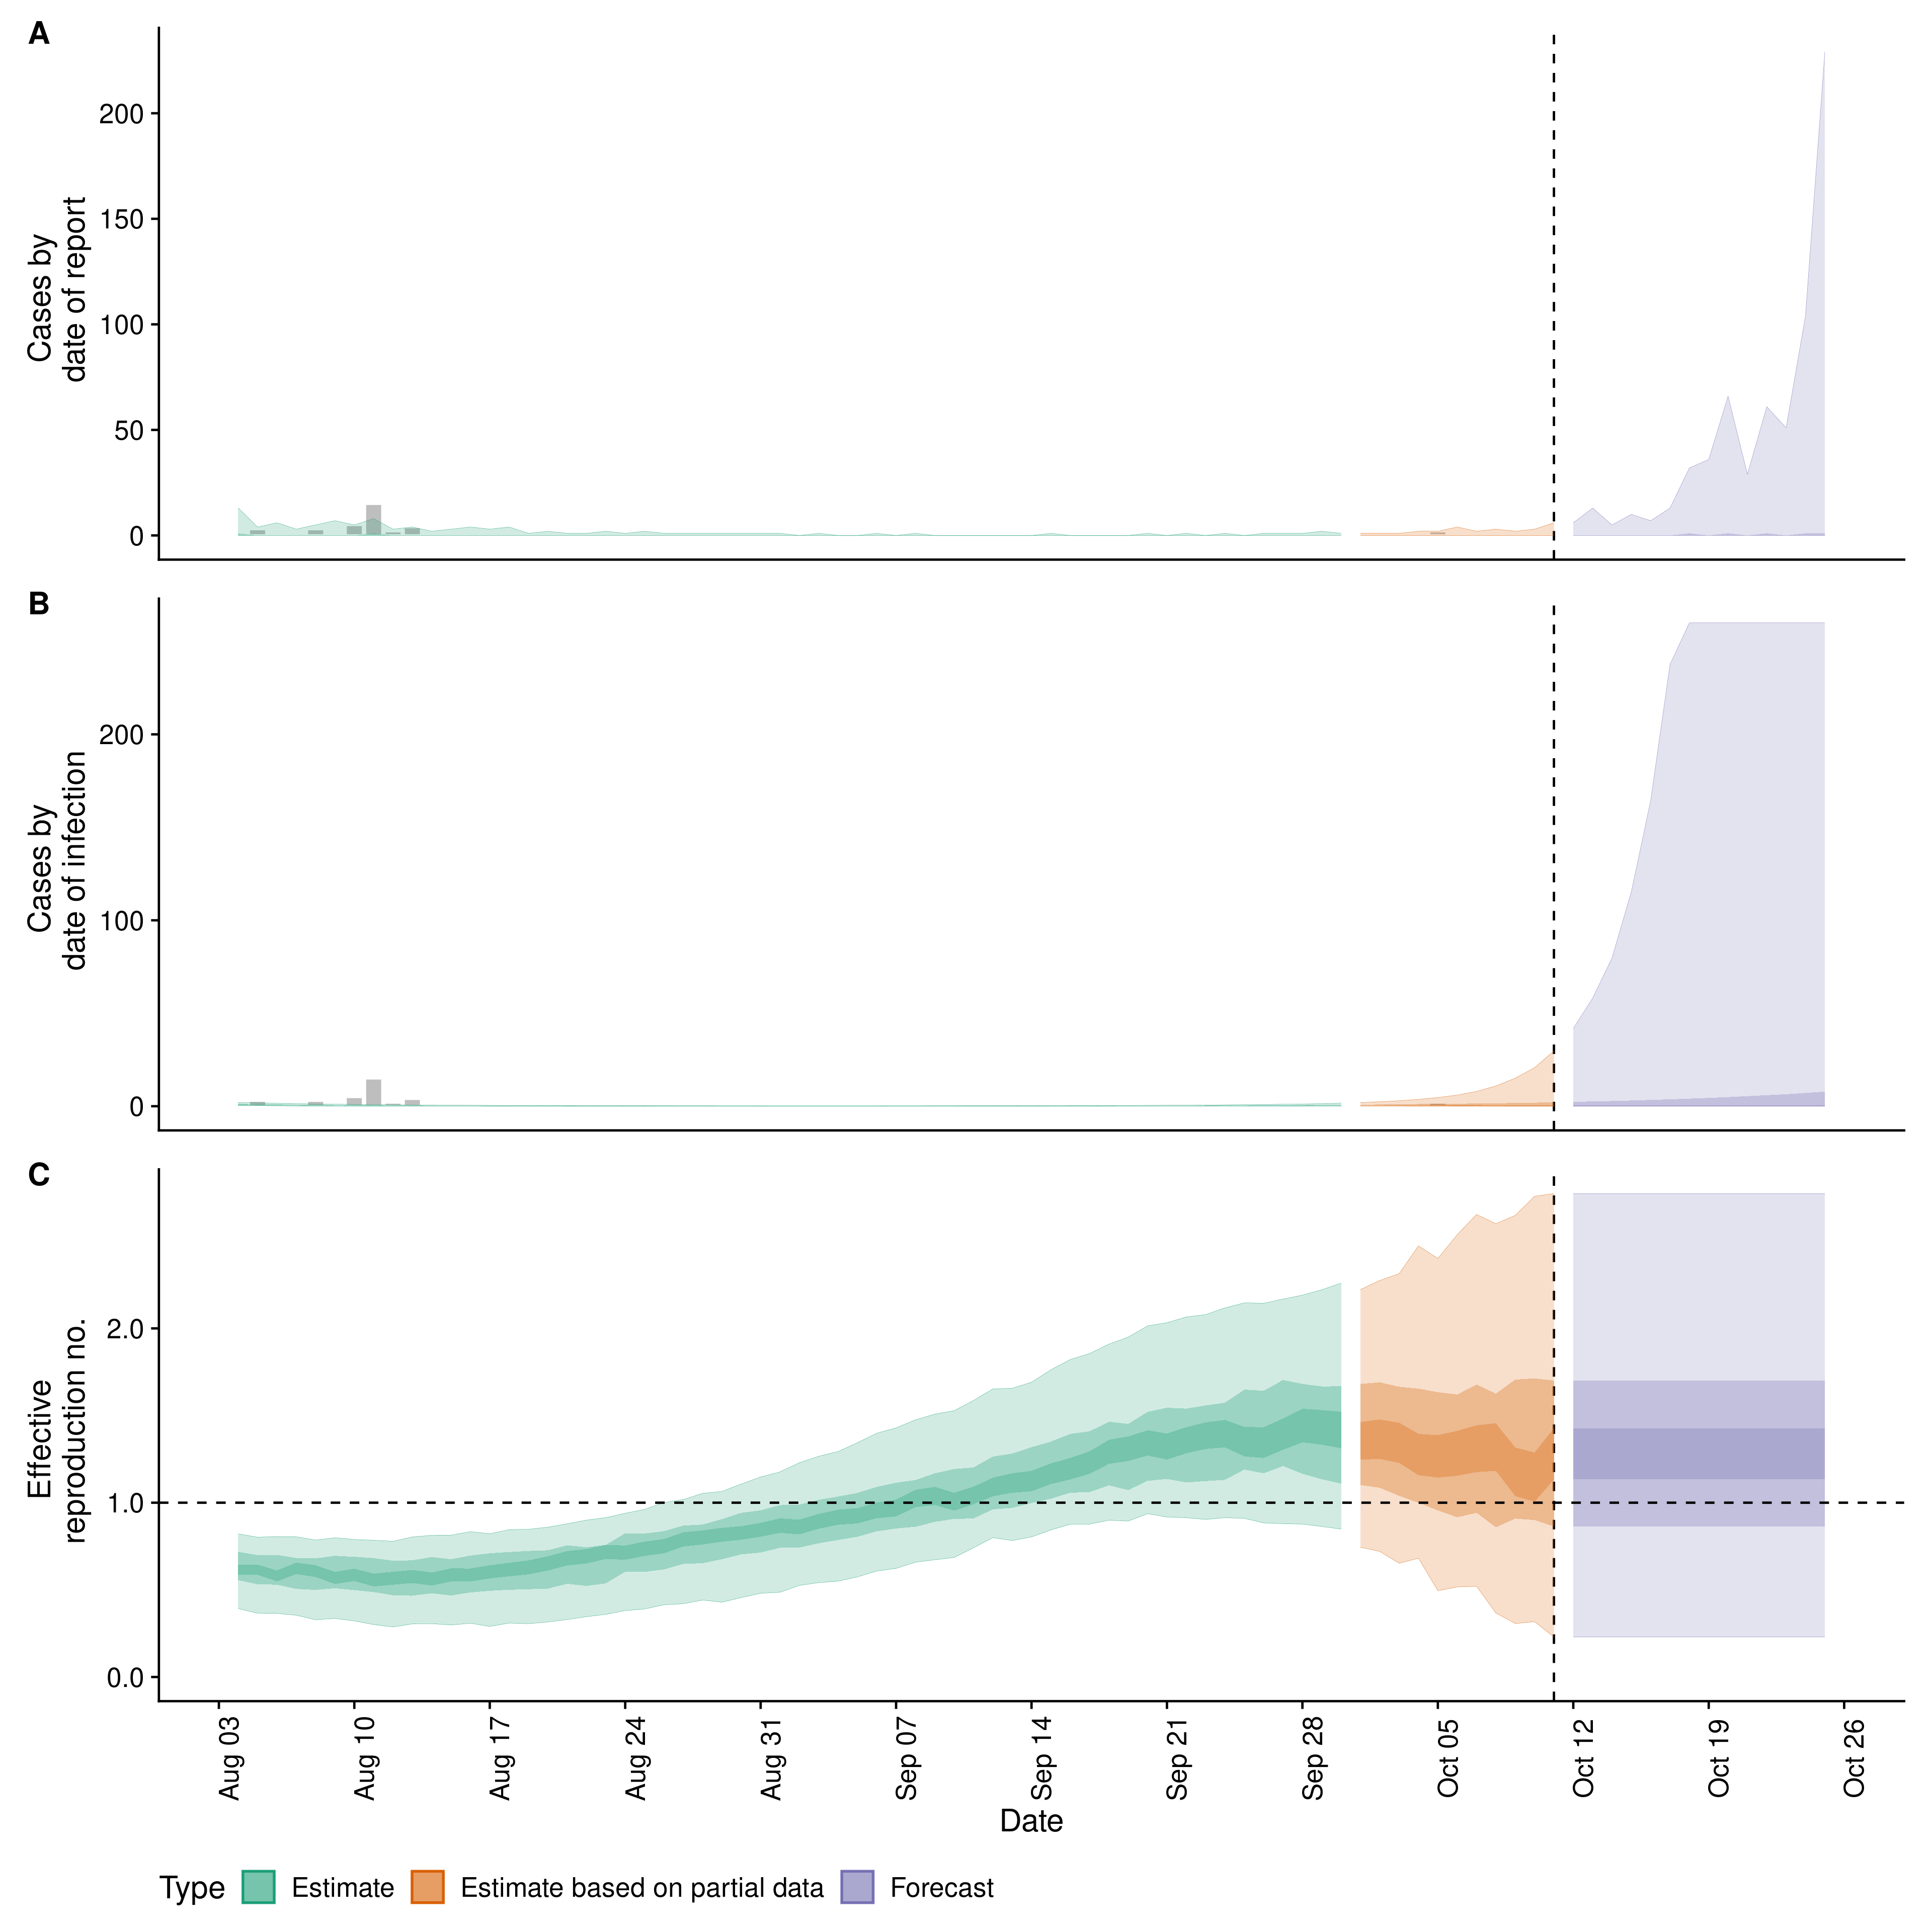 A
Cases by
date of report
200
150
100
50
0
B
Cases by
date of infection
200
100
0
C
Effective
reproduction no.
2.0
1.0
0.0
Aug 03
Aug 10
Aug 17
Aug 24
Aug 31
Sep 07
Sep 14
Sep 21
Sep 28
Oct 05
Oct 12
Oct 19
Oct 26
Date
Type
Estimate
Estimate based on partial data
Forecast